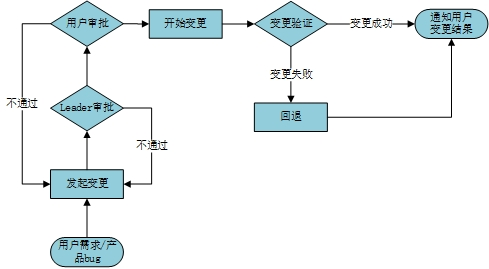 用户审批
开始变更
变更验证
变更成功
通知用户
变更结果
变更失败
不通过
Leader审批
回退
不通过
发起变更
用户需求/产
品bug